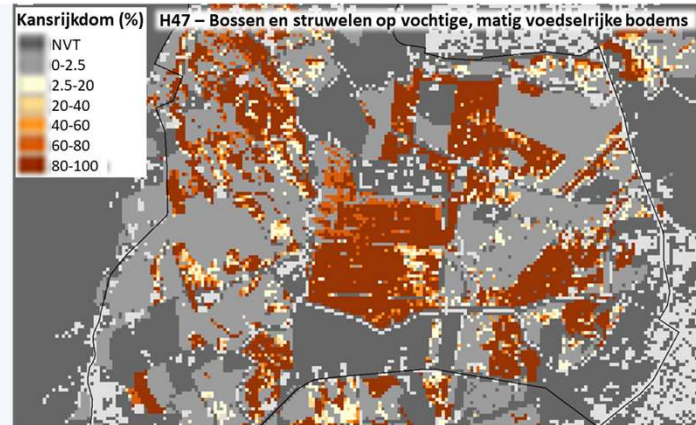 Kansrijkdom (%)
H47 – Bossen en struwelen op vochtige, matig voedselrijke bodems
NVT
0-2.5
2.5-20
20-40
40-60
60-80
80-100